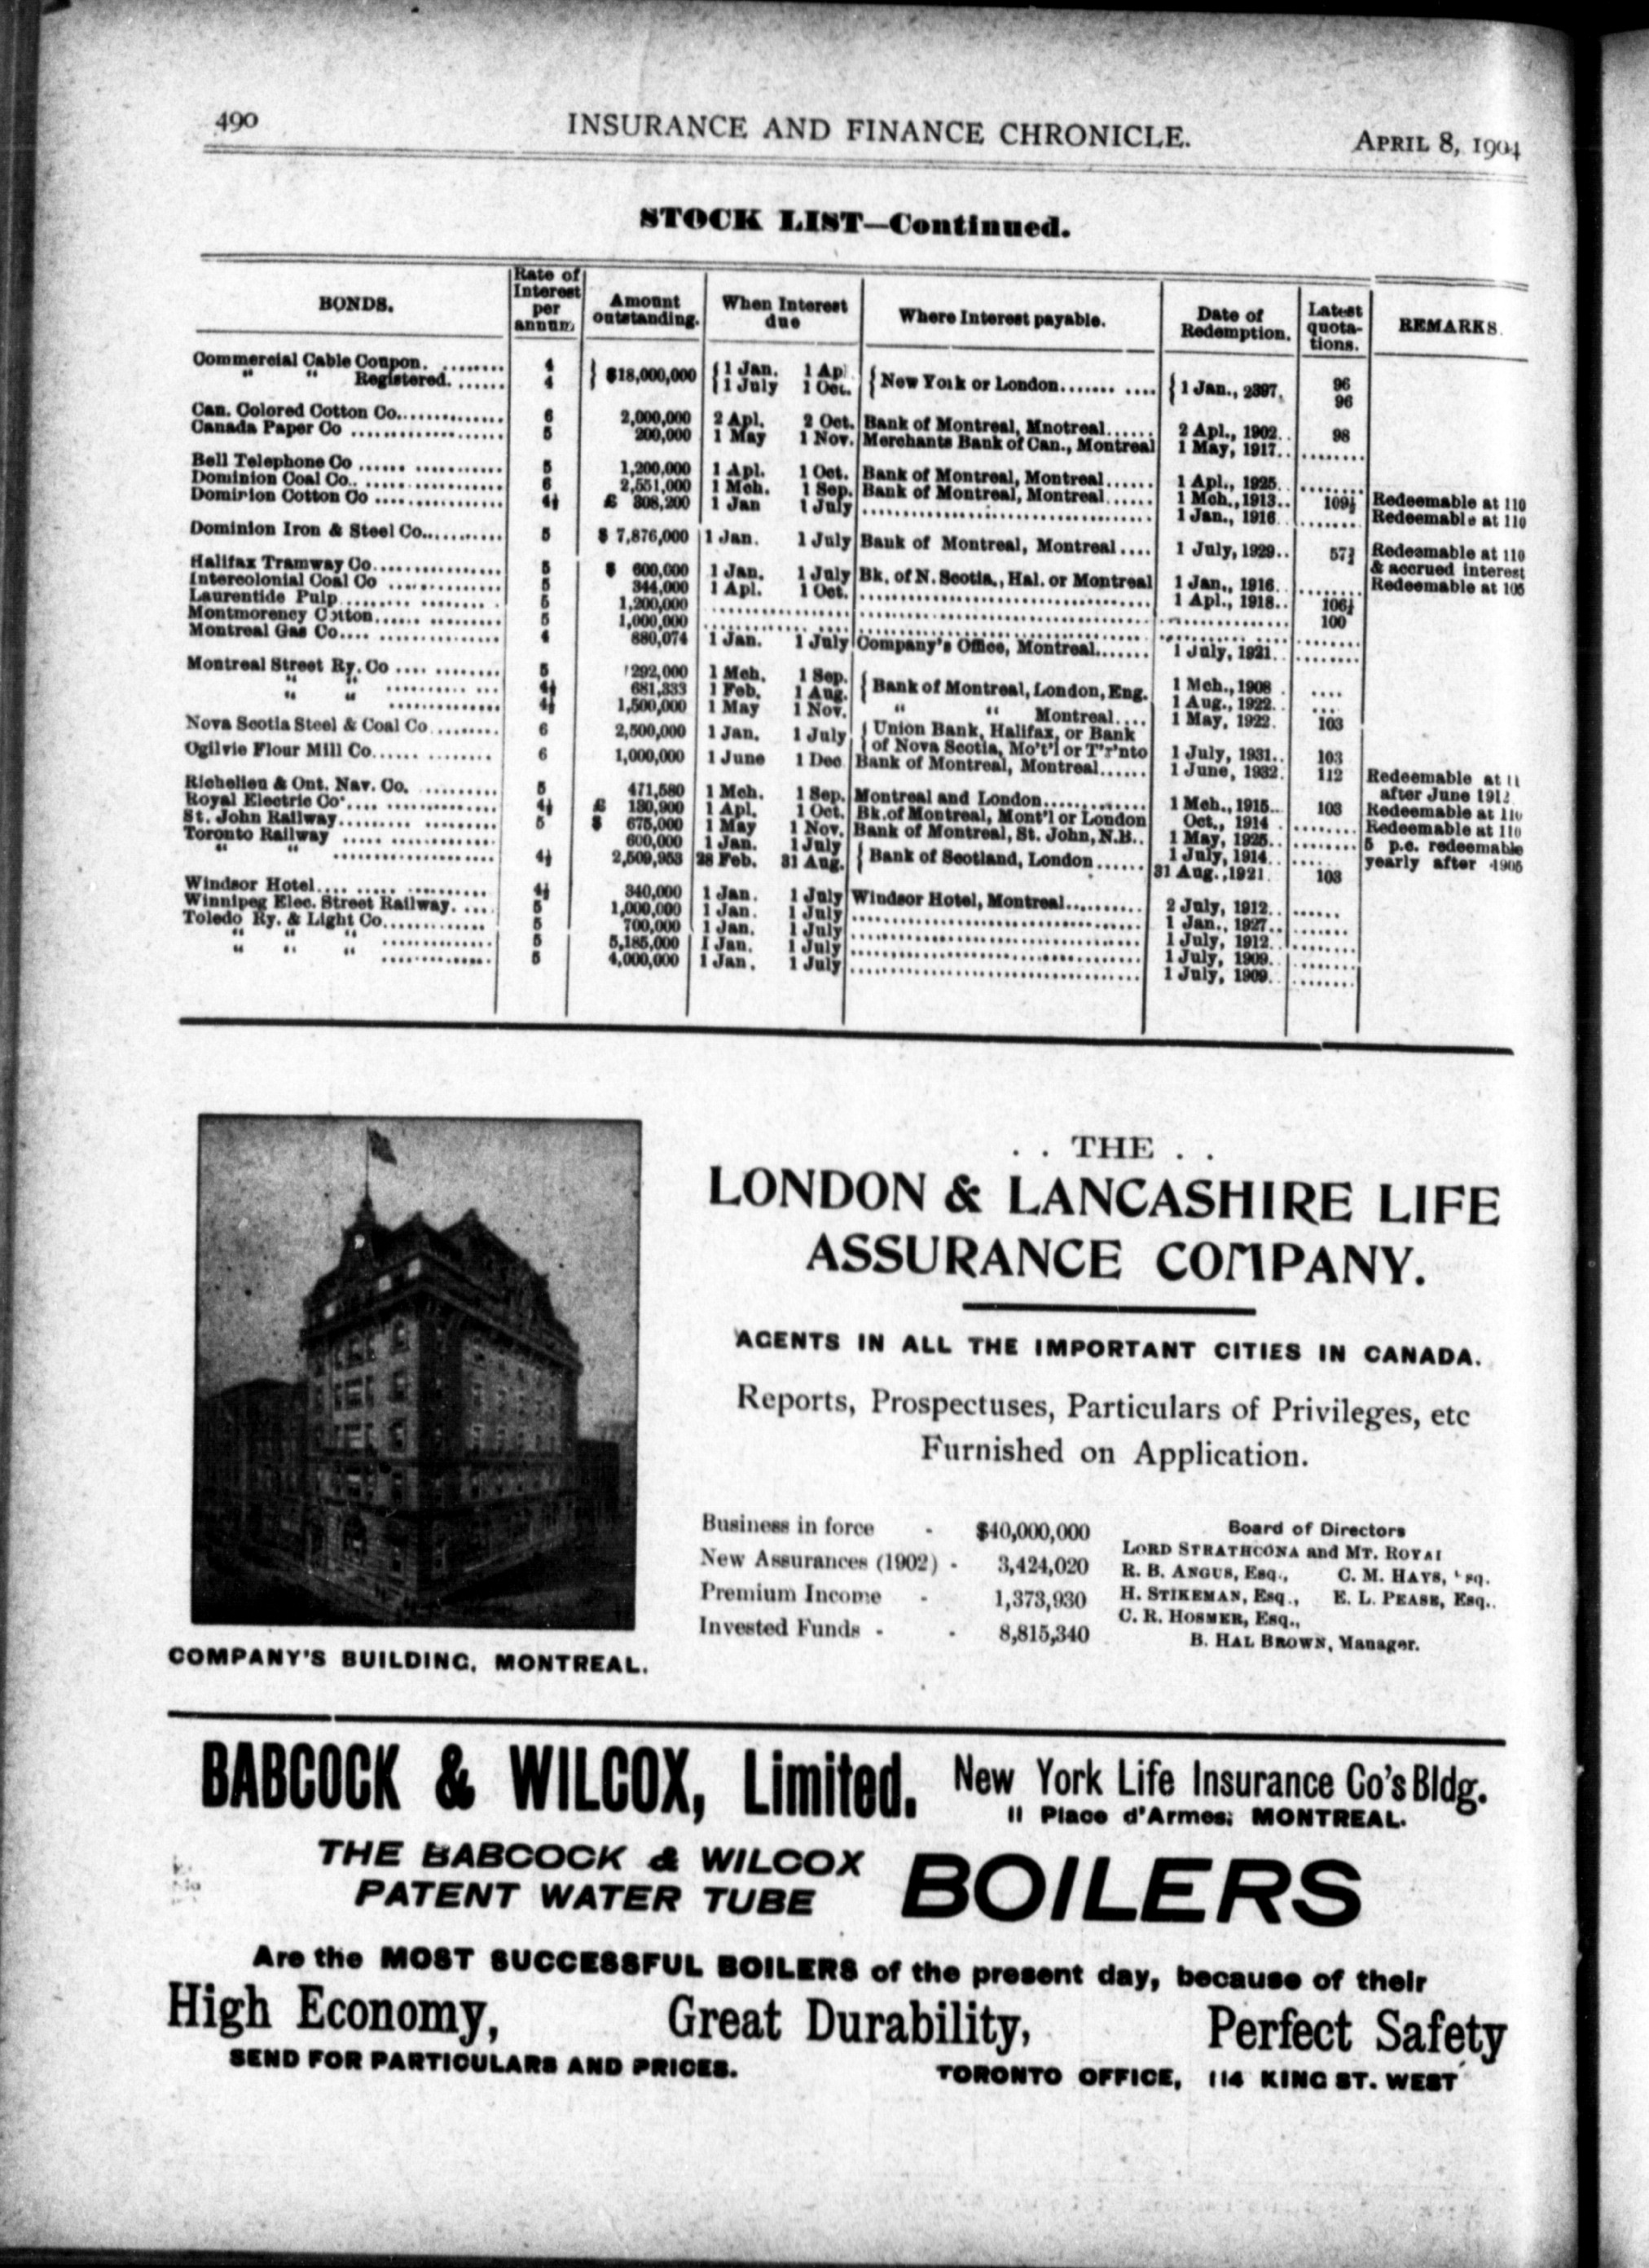 490 INSURANCE AND FINANCE CHRONICLE. APRIL 8, 1904
STOCK LIST—Continued.
BONDS. Rate of Interest per annum Amount outstanding. When Interest due Where Interest payable. Date of Redemption. Latest quotations. REMARKS.
Commercial Cable Coupon. ......... 4 } $18,000,000 { 1 Jan. 1 Apl. { New York or London....... .... { 1 Jan., 2397. 96
" " Registered. ....... 4 { 1 July 1 Oct. 96
Can. Colored Cotton Co.............. 6 2,000,000 2 Apl. 2 Oct. Bank of Montreal, Mnotreal...... 2 Apl., 1902.. 98
Canada Paper Co .................... 5 200,000 1 May 1 Nov. Merchants Bank of Can., Montreal 1 May, 1917.. ........
Bell Telephone Co ...... ........... 5 1,200,000 1 Apl. 1 Oct. Bank of Montreal, Montreal...... 1 Apl., 1925.. ........
Dominion Coal Co.. ..... ........... 6 2,551,000 1 Mch. 1 Sep. Bank of Montreal, Montreal...... 1 Mch., 1913.. 109½ Redeemable at 110
Dominion Cotton Co ................ 4½ £ 308,200 1 Jan 1 July .................................. 1 Jan., 1916. ....... Redeemable at 110
Dominion Iron & Steel Co........... 5 $ 7,876,000 1 Jan. 1 July Bank of Montreal, Montreal.... 1 July, 1929.. 57¾ Redeemable at 110
& accrued interest
Halifax Tramway Co................. 5 $ 600,000 1 Jan. 1 July Bk. of N. Scotia., Hal. or Montreal 1 Jan., 1916. ........ Redeemable at 105
Intercolonial Coal Co .............. 5 344,000 1 Apl. 1 Oct. .................................. 1 Apl., 1918..
Laurentide Pulp......... ........ . 5 1,200,000 106½
Montmorency Cotton...... ......... 5 1,000,000 100
Montreal Gas Co.... ............... 4 880,074 1 Jan. 1 July Company's Office, Montreal....... 1 July, 1921. .........
Montreal Street Ry. Co .... ........ 5 292,000 1 Mch. 1 Sep. { Bank of Montreal, London, Eng. 1 Mch., 1908 . ....
" " ............ ... 4½ 681,333 1 Feb. 1 Aug. 1 Aug., 1922.. ...
" " ............... 4½ 1,500,000 1 May 1 Nov. " " Montreal.... 1 May, 1922. 103
Nova Scotia Steel & Coal Co ........ 6 2,500,000 1 Jan. 1 July { Union Bank, Halifax, or Bank
of Nova Scotia, Mo't'l or T'r'nto 1 July, 1931.. 103
Ogilvie Flour Mill Co...... ........ 6 1,000,000 1 June 1 Dec Bank of Montreal, Montreal...... 1 June, 1932. 112 Redeemable at
after June 1912
Richelieu & Ont. Nav. Co. ......... 5 471,580 1 Mch. 1 Sep. Montreal and London............. 1 Mch., 1915.. 103 Redeemable at 110
Royal Electric Co.... .............. 4½ £ 130,900 1 Apl. 1 Oct. Bk. of Montreal, Mont'l or London Oct., 1914 . ........ Redeemable at 110
St. John Railway......... ......... 5 $ 675,000 1 May 1 Nov. Bank of Montreal, St. John, N.B.. 1 May, 1925.. ........ 5 p.c. redeemable
Toronto Railway ..... ............. 600,000 1 Jan. 1 July { Bank of Scotland, London...... 1 July, 1914.. ..... yearly after 1905
" " .................... 4½ 2,509,953 28 Feb. 31 Aug. 31 Aug., 1921. 103
Windsor Hotel.... ..... .......... 4½ 340,000 1 Jan. 1 July Windsor Hotel, Montreal.......... 2 July, 1912.. ......
Winnipeg Elec. Street Railway. .... 5 1,000,000 1 Jan. 1 July .................................. 1 Jan., 1927.. .......
Toledo Ry. & Light Co............. 5 700,000 1 Jan. 1 July .................................. 1 July, 1912.. ........
" " " .............. 5 5,185,000 1 Jan. 1 July .................................. 1 July, 1909.. ........
" " " .............. 5 4,000,000 1 Jan. 1 July .................................. 1 July, 1909.. ........
. . THE . .
LONDON & LANCASHIRE LIFE
ASSURANCE COMPANY.
AGENTS IN ALL THE IMPORTANT CITIES IN CANADA.
Reports, Prospectuses, Particulars of Privileges, etc
Furnished on Application.
Business in force - $40,000,000
New Assurances (1902) - 3,424,020
Premium Income - 1,373,930
Invested Funds - - 8,815,340
Board of Directors
LORD STRATHCONA and MT. ROYAL
R. B. ANGUS, Esq., C. M. HAYS, Esq.
H. STIKEMAN, Esq., E. L. PEASE, Esq..
C. R. HOSMER, Esq.,
B. HAL BROWN, Manager.
COMPANY'S BUILDING, MONTREAL.
BABCOCK & WILCOX, Limited. New York Life Insurance Co's Bldg.
11 Place d'Armes; MONTREAL.
THE BABCOCK & WILCOX
PATENT WATER TUBE BOILERS
Are the MOST SUCCESSFUL BOILERS of the present day, because of their
High Economy, Great Durability, Perfect Safety
SEND FOR PARTICULARS AND PRICES. TORONTO OFFICE, 114 KING ST. WEST